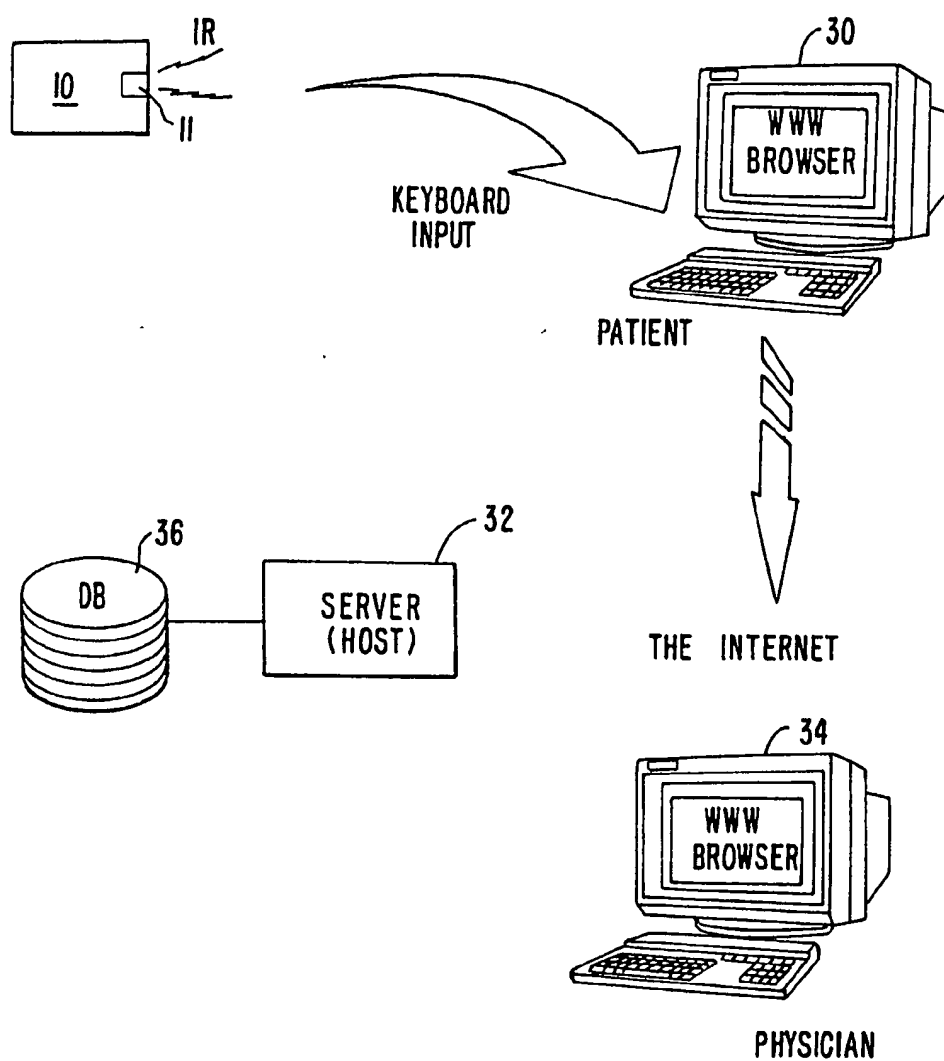 IR
10
11
30
WWW
BROWSER
KEYBOARD
INPUT
PATIENT
36
DB
32
SERVER
(HOST)
THE INTERNET
34
WWW
BROWSER
PHYSICIAN